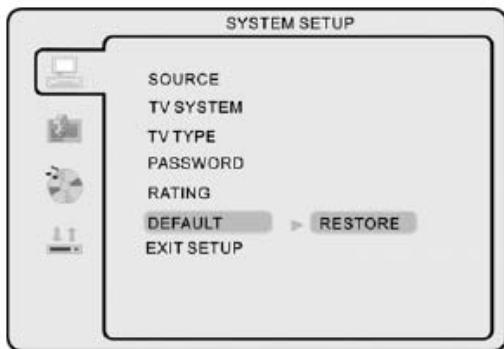 SYSTEM SETUP
SOURCE
TV SYSTEM
TV TYPE
PASSWORD
RATING
DEFAULT RESTORE
EXIT SETUP